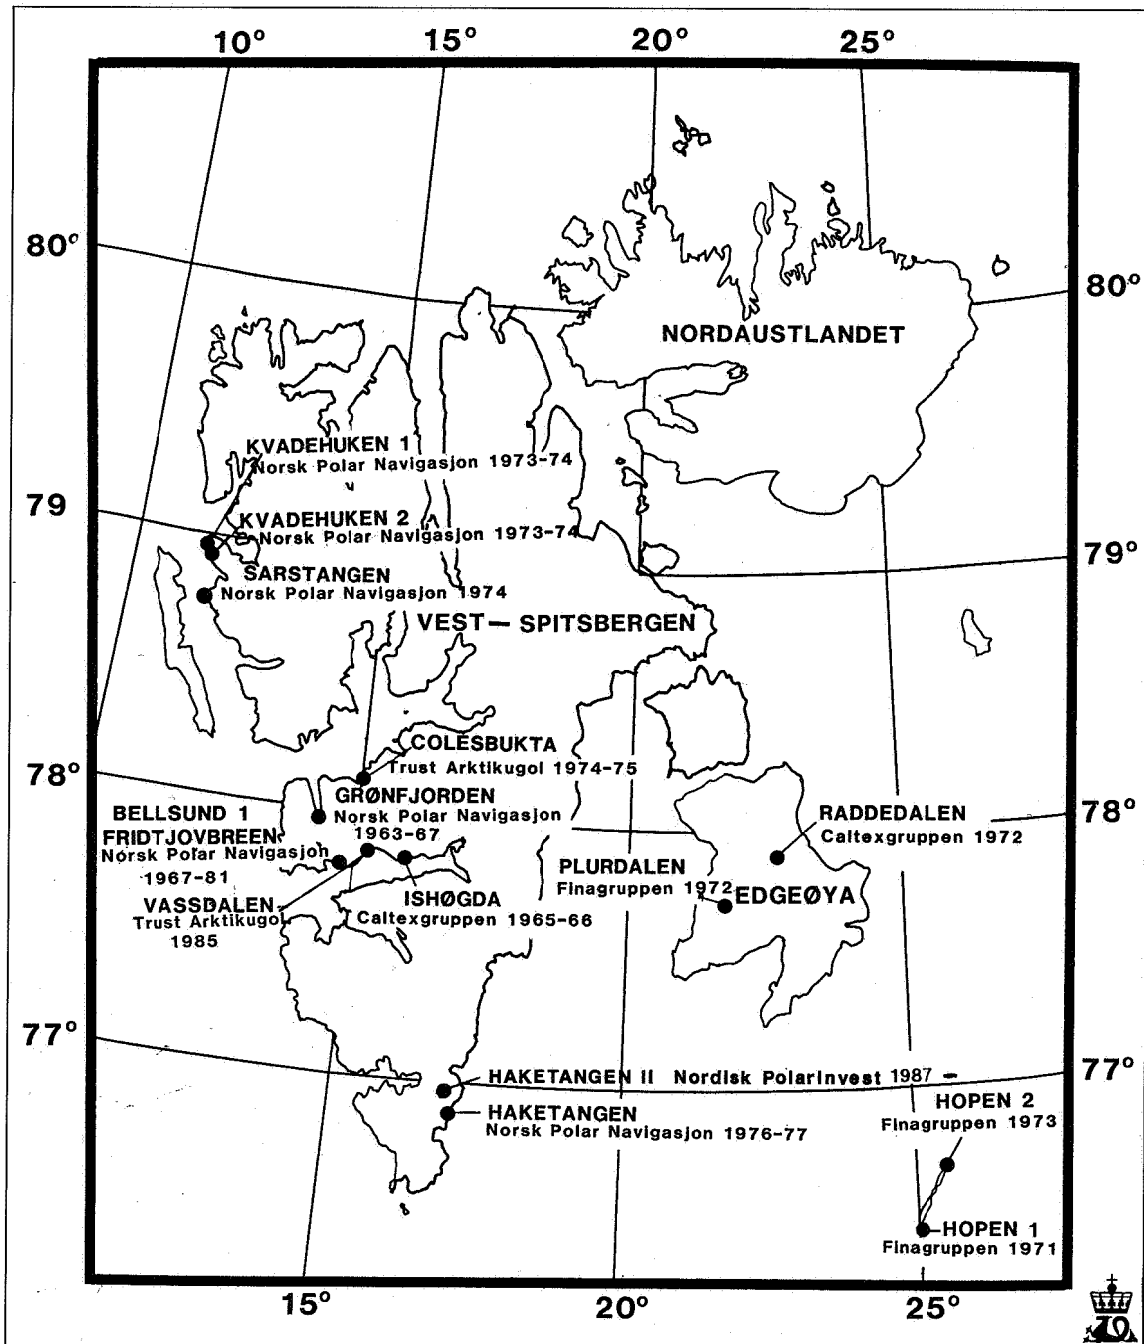 10° 15° 20° 25°
80° 80°
NORDAUSTLANDET
KVADEHUKEN 1
Norsk Polar Navigasjon 1973-74
79
KVADEHUKEN 2
Norsk Polar Navigasjon 1973-74
79°
SARSTANGEN
Norsk Polar Navigasjon 1974
VEST — SPITSBERGEN
COLESBUKTA
Trust Arktikugol 1974-75
78°
GRØNFJORDEN
Norsk Polar Navigasjon
1963-67
78°
BELLSUND 1
FRIDTJOVBREEN
Norsk Polar Navigasjon
1967-81
RADDEDALEN
Caltexgruppen 1972
PLURDALEN
Finagruppen 1972
EDGEØYA
VASSDALEN
Trust Arktikugol
1985
ISHØGDA
Caltexgruppen 1965-66
77°
77°
HAKETANGEN II Nordisk Polarinvest 1987 –
HAKETANGEN
Norsk Polar Navigasjon 1976-77
HOPEN 2
Finagruppen 1973
HOPEN 1
Finagruppen 1971
15° 20° 25°